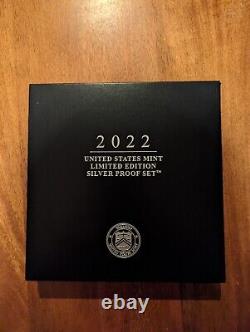 2022
UNITED STATES MINT
LIMITED EDITION
SILVER PROOF SET™